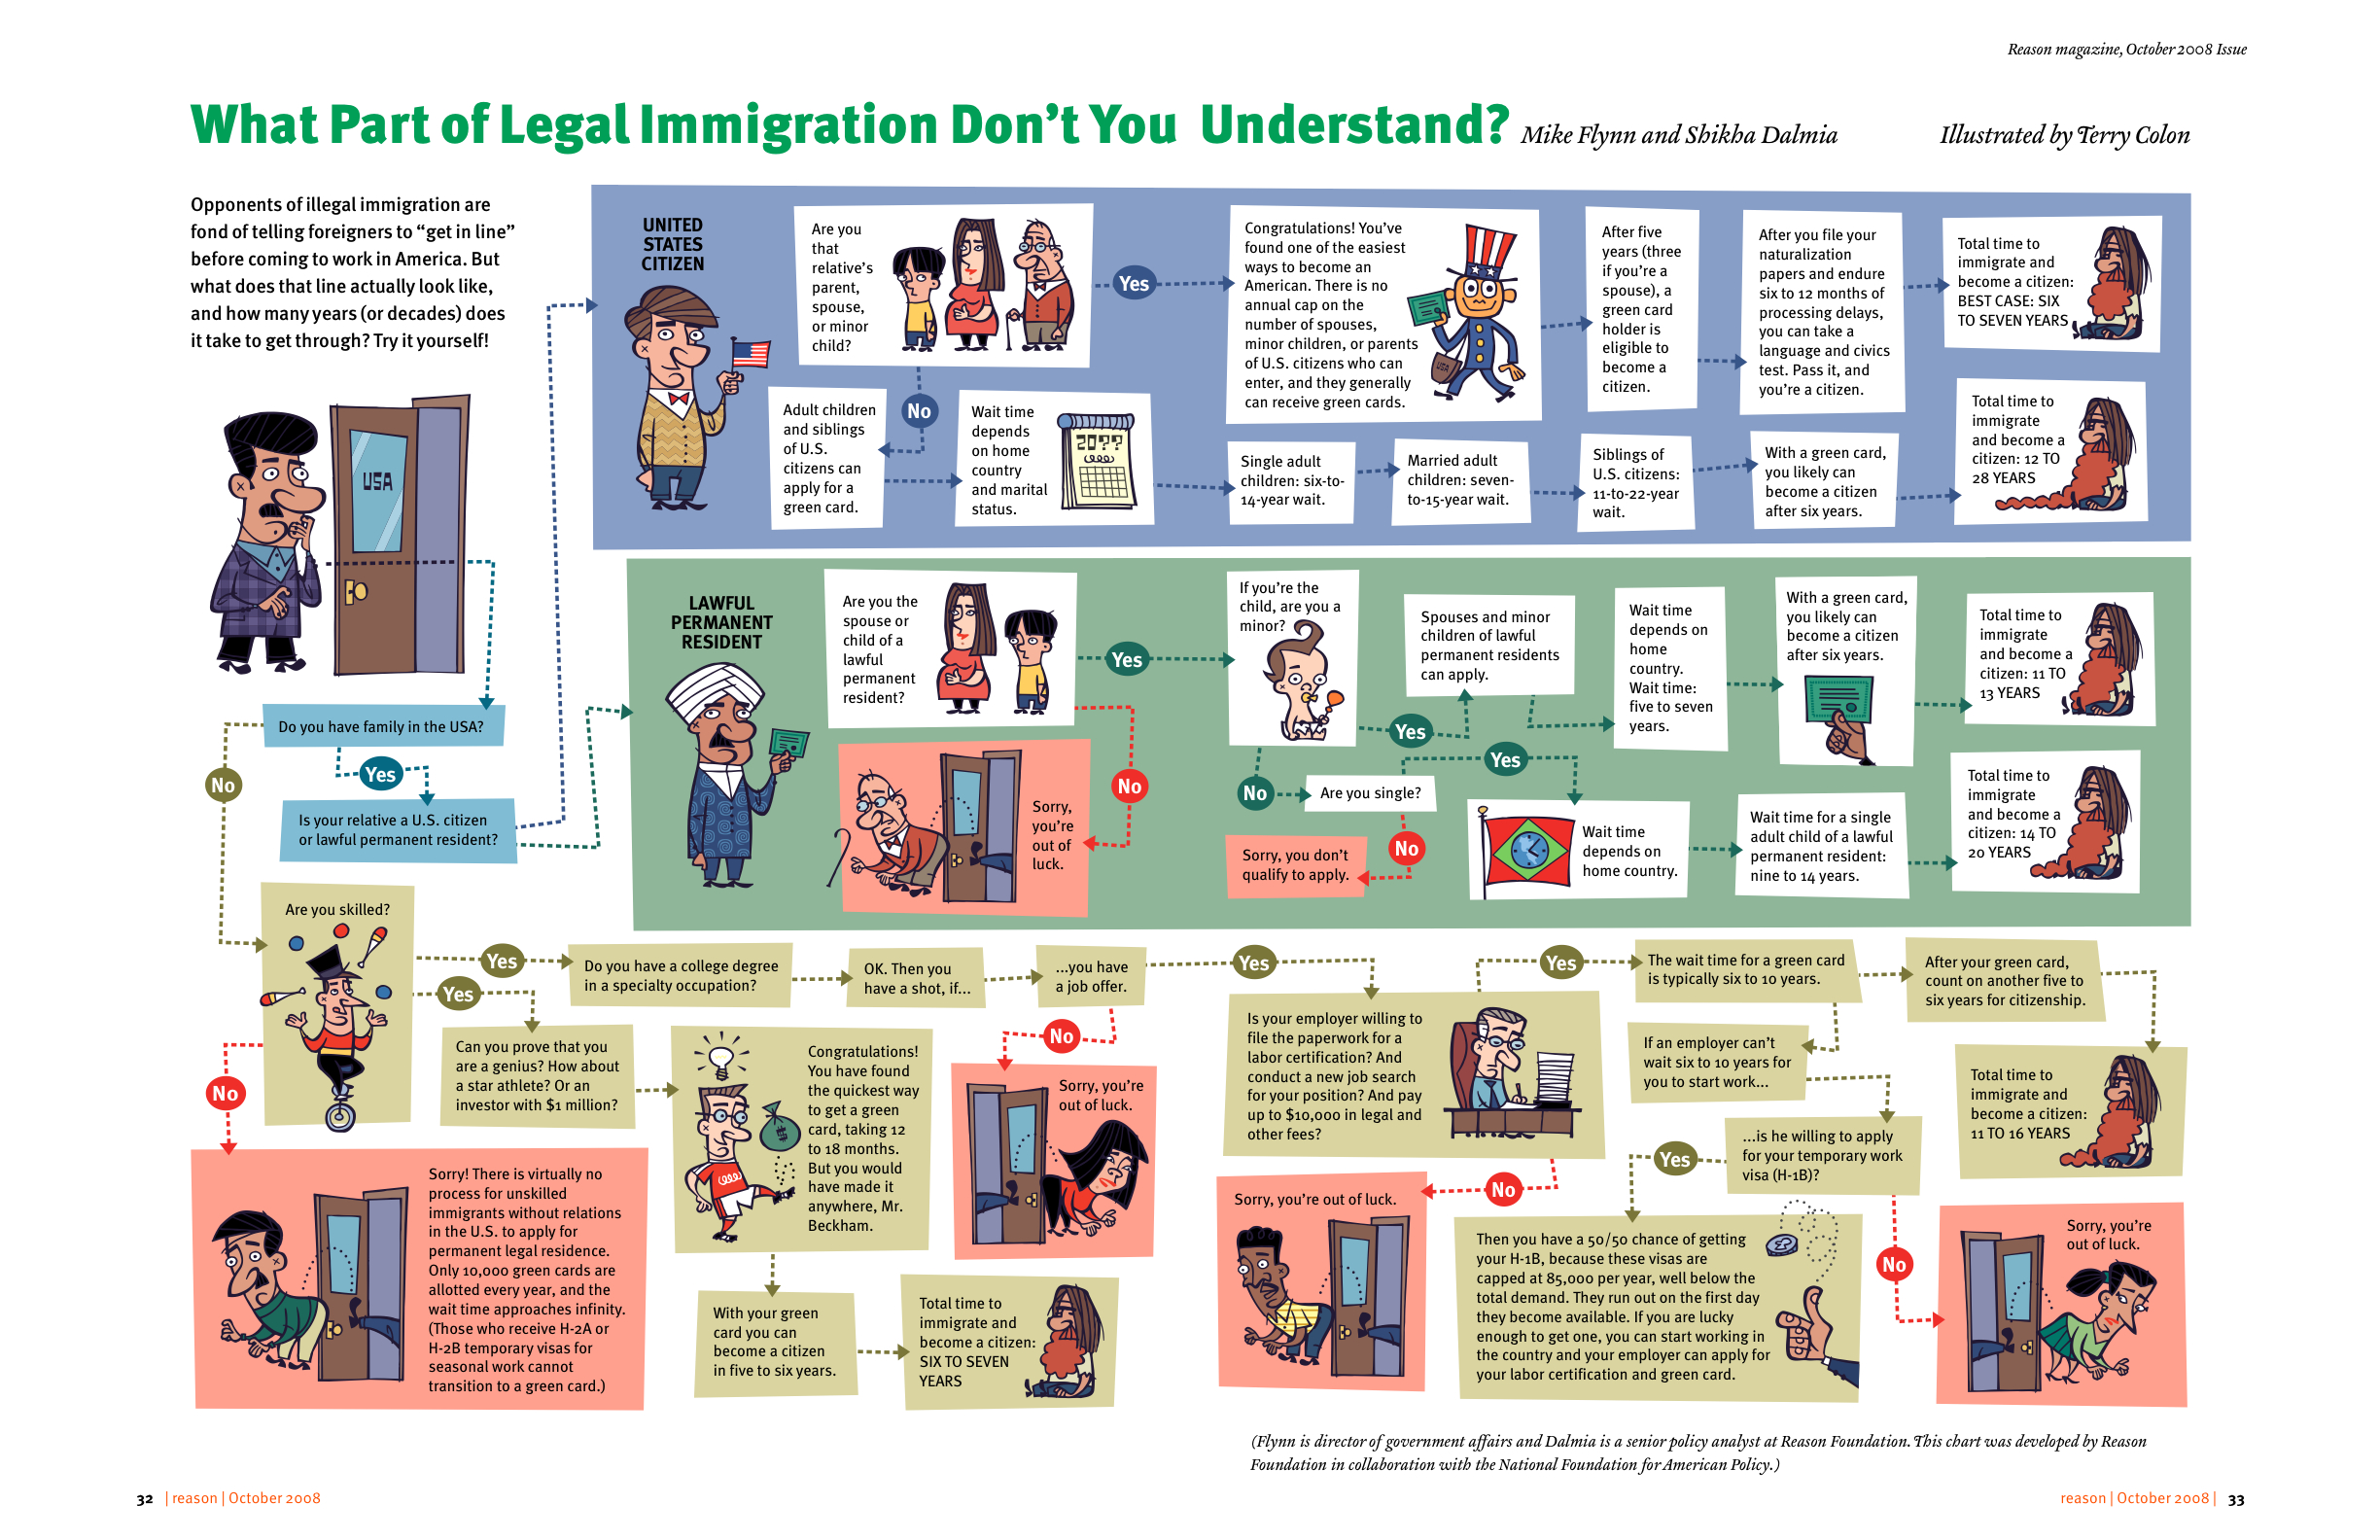 Reason magazine, October 2008 Issue
What Part of Legal Immigration Don't You Understand? Mike Flynn and Shikha Dalmia Illustrated by Terry Colon
Opponents of illegal immigration are
fond of telling foreigners to “get in line”
before coming to work in America. But
what does that line actually look like,
and how many years (or decades) does
it take to get through? Try it yourself!
USA
Do you have family in the USA?
No
Yes
Is your relative a U.S. citizen
or lawful permanent resident?
UNITED
STATES
CITIZEN
Are you
that
relative's
parent,
spouse,
or minor
child?
Yes
Congratulations! You've
found one of the easiest
ways to become an
American. There is no
annual cap on the
number of spouses,
minor children, or parents
of U.S. citizens who can
enter, and they generally
can receive green cards.
USA
After five
years (three
if you're a
spouse), a
green card
holder is
eligible to
become a
citizen.
After you file your
naturalization
papers and endure
six to 12 months of
processing delays,
you can take a
language and civics
test. Pass it, and
you're a citizen.
Total time to
immigrate and
become a citizen:
BEST CASE: SIX
TO SEVEN YEARS
No
Adult children
and siblings
of U.S.
citizens can
apply for a
green card.
Wait time
depends
on home
country
and marital
status.
20??
Single adult
children: six-to-
14-year wait.
Married adult
children: seven-
to-15-year wait.
Siblings of
U.S. citizens:
11-to-22-year
wait.
With a green card,
you likely can
become a citizen
after six years.
Total time to
immigrate
and become a
citizen: 12 TO
28 YEARS
LAWFUL
PERMANENT
RESIDENT
Are you the
spouse or
child of a
lawful
permanent
resident?
Yes
No
Sorry,
you're
out of
luck.
If you're the
child, are you a
minor?
Yes
Spouses and minor
children of lawful
permanent residents
can apply.
Wait time
depends on
home
country.
Wait time:
five to seven
years.
With a green card,
you likely can
become a citizen
after six years.
Total time to
immigrate
and become a
citizen: 11 TO
13 YEARS
No
Are you single?
Yes
No
Sorry, you don't
qualify to apply.
Wait time
depends on
home country.
Wait time for a single
adult child of a lawful
permanent resident:
nine to 14 years.
Total time to
immigrate
and become a
citizen: 14 TO
20 YEARS
Are you skilled?
No
Sorry! There is virtually no
process for unskilled
immigrants without relations
in the U.S. to apply for
permanent legal residence.
Only 10,000 green cards are
allotted every year, and the
wait time approaches infinity.
(Those who receive H-2A or
H-2B temporary visas for
seasonal work cannot
transition to a green card.)
Yes
Do you have a college degree
in a specialty occupation?
OK. Then you
have a shot, if...
...you have
a job offer.
Yes
Can you prove that you
are a genius? How about
a star athlete? Or an
investor with $1 million?
$
Congratulations!
You have found
the quickest way
to get a green
card, taking 12
to 18 months.
But you would
have made it
anywhere, Mr.
Beckham.
With your green
card you can
become a citizen
in five to six years.
Total time to
immigrate and
become a citizen:
SIX TO SEVEN
YEARS
No
Sorry, you're
out of luck.
Yes
Is your employer willing to
file the paperwork for a
labor certification? And
conduct a new job search
for your position? And pay
up to $10,000 in legal and
other fees?
No
Sorry, you're out of luck.
Yes
The wait time for a green card
is typically six to 10 years.
After your green card,
count on another five to
six years for citizenship.
Total time to
immigrate and
become a citizen:
11 TO 16 YEARS
If an employer can't
wait six to 10 years for
you to start work...
...is he willing to apply
for your temporary work
visa (H-1B)?
Yes
Then you have a 50/50 chance of getting
your H-1B, because these visas are
capped at 85,000 per year, well below the
total demand. They run out on the first day
they become available. If you are lucky
enough to get one, you can start working in
the country and your employer can apply for
your labor certification and green card.
No
Sorry, you're
out of luck.
(Flynn is director of government affairs and Dalmia is a senior policy analyst at Reason Foundation. This chart was developed by Reason
Foundation in collaboration with the National Foundation for American Policy.)
32 | reason | October 2008
reason | October 2008 | 33